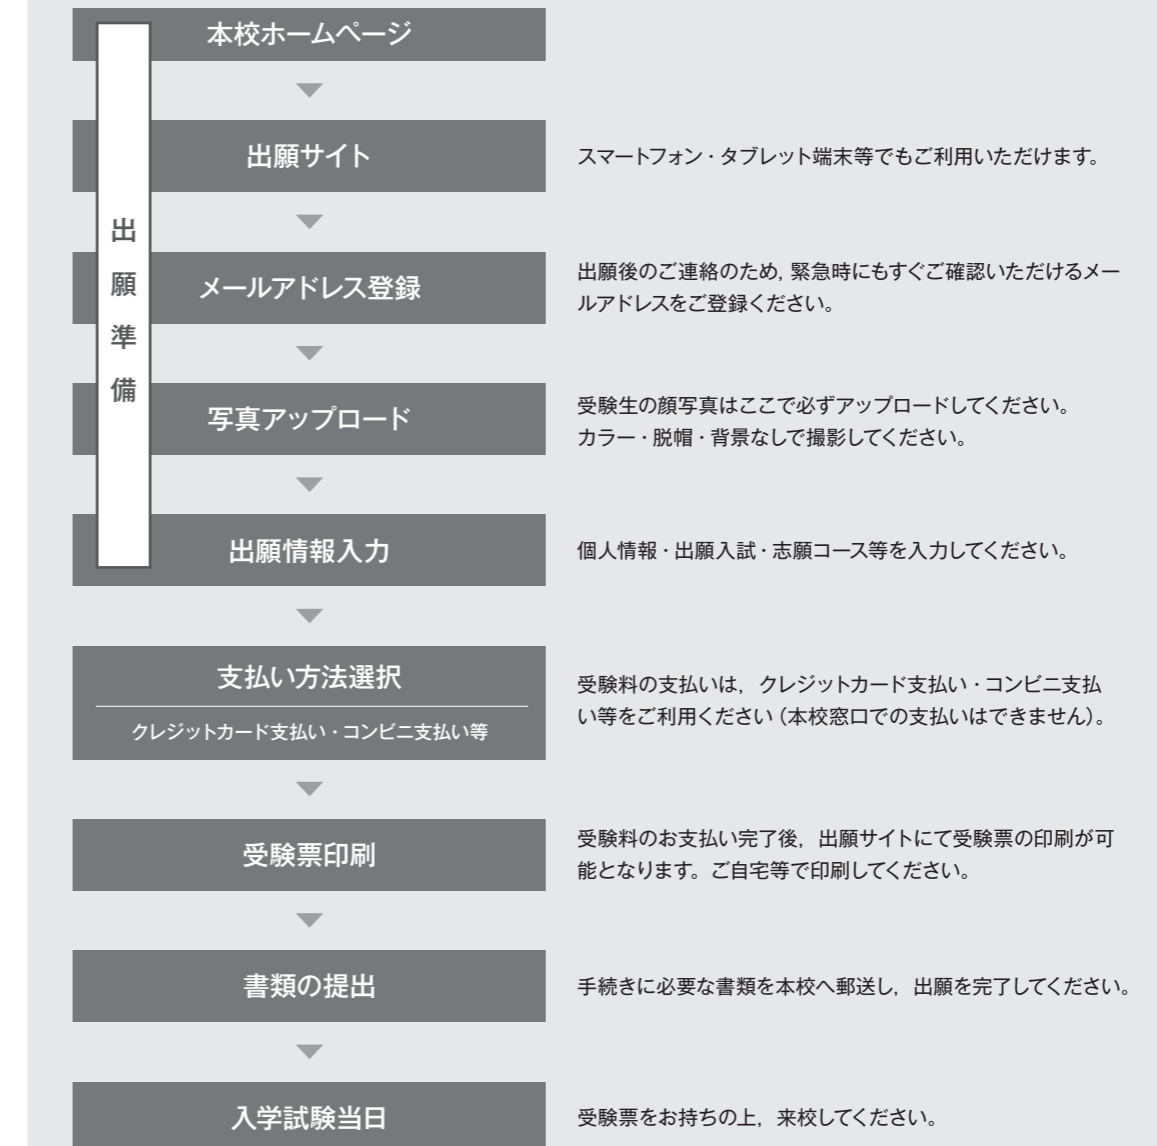 出願準備
本校ホームページ
出願サイト
スマートフォン・タブレット端末等でもご利用いただけます。
メールアドレス登録
出願後のご連絡のため,緊急時にもすぐご確認いただけるメー
ルアドレスをご登録ください。
写真アップロード
受験生の顔写真はここで必ずアップロードしてください。
カラー・脱帽・背景なしで撮影してください。
出願情報入力
個人情報・出願入試・志願コース等を入力してください。
支払い方法選択
クレジットカード支払い・コンビニ支払い等
受験料の支払いは,クレジットカード支払い・コンビニ支払
い等をご利用ください(本校窓口での支払いはできません)。
受験票印刷
受験料のお支払い完了後,出願サイトにて受験票の印刷が可
能となります。ご自宅等で印刷してください。
書類の提出
手続きに必要な書類を本校へ郵送し,出願を完了してください。
入学試験当日
受験票をお持ちの上,来校してください。